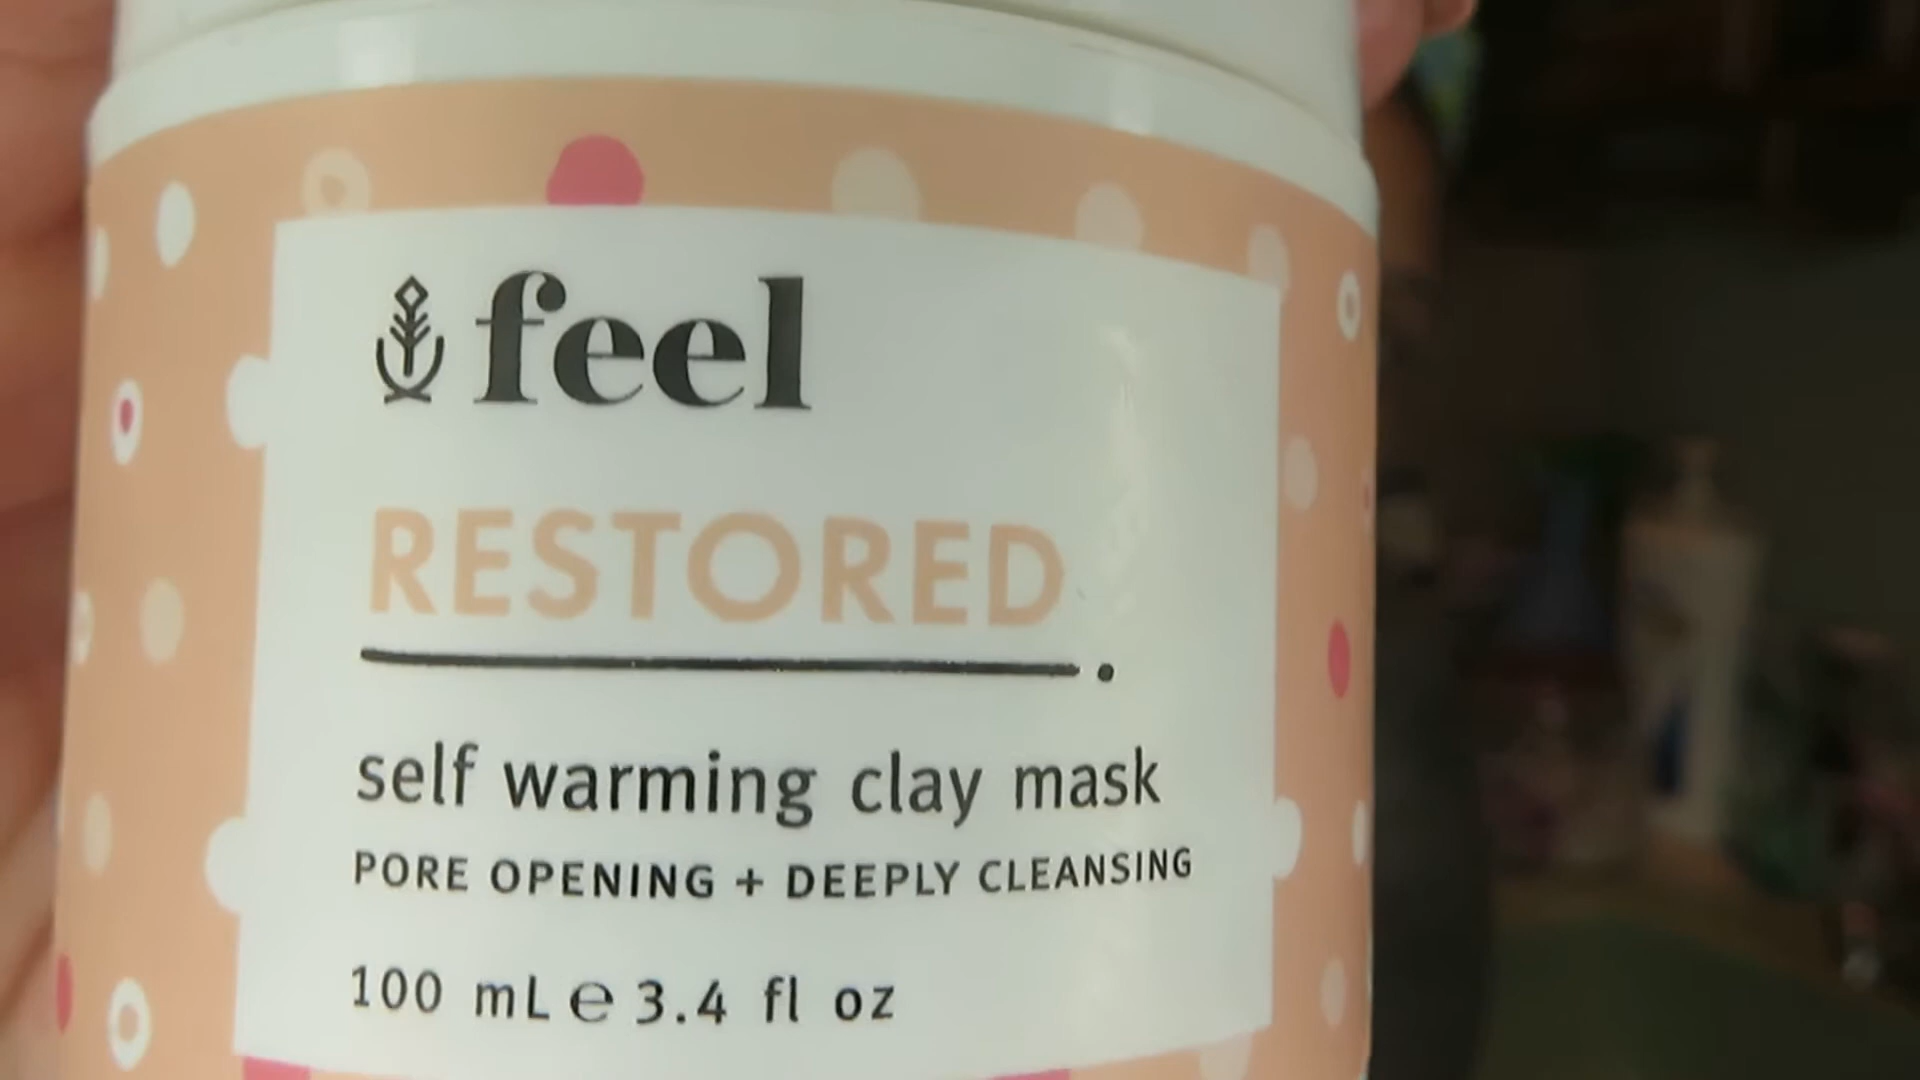 feel
RESTORED
self warming clay mask
PORE OPENING + DEEPLY CLEANSING
100 mL ℮ 3.4 fl oz